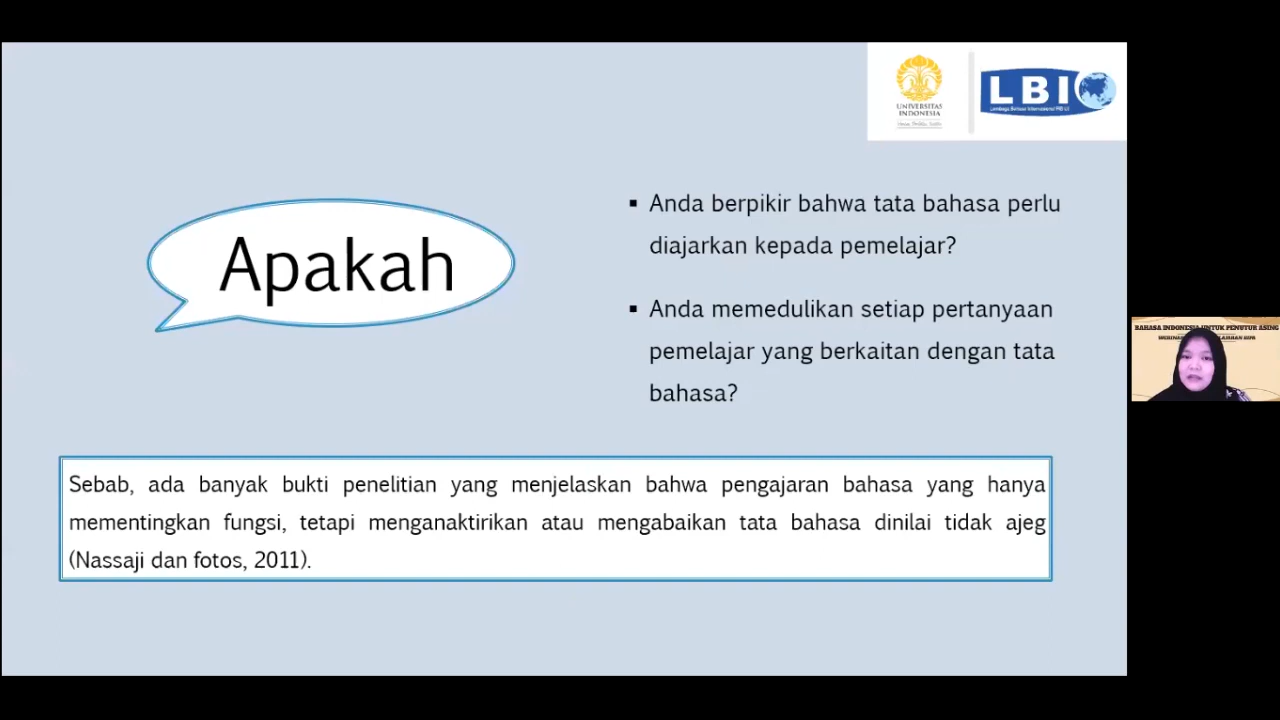 UNIVERSITAS
INDONESIA
LBI
Lembaga Bahasa Internasional FIB UI
Apakah
▪ Anda berpikir bahwa tata bahasa perlu
diajarkan kepada pemelajar?
▪ Anda memedulikan setiap pertanyaan
pemelajar yang berkaitan dengan tata
bahasa?
Sebab, ada banyak bukti penelitian yang menjelaskan bahwa pengajaran bahasa yang hanya
mementingkan fungsi, tetapi menganaktirikan atau mengabaikan tata bahasa dinilai tidak ajeg
(Nassaji dan fotos, 2011).
BAHASA INDONESIA UNTUK PENUTUR ASING